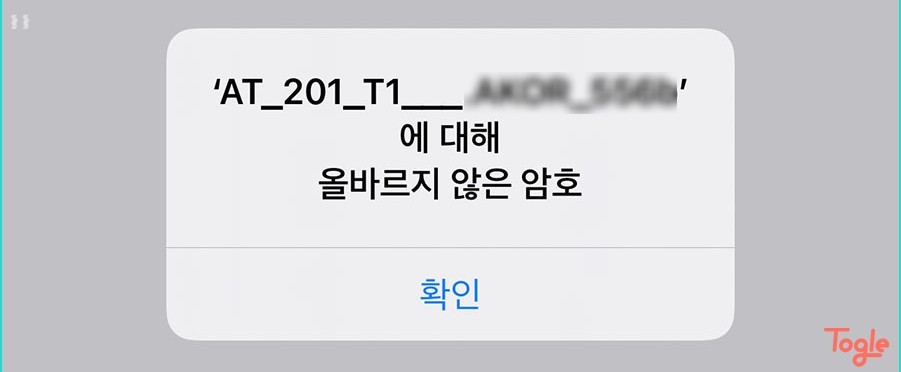 ‘AT_201_T1___           ’
에 대해
올바르지 않은 암호
확인
Togle